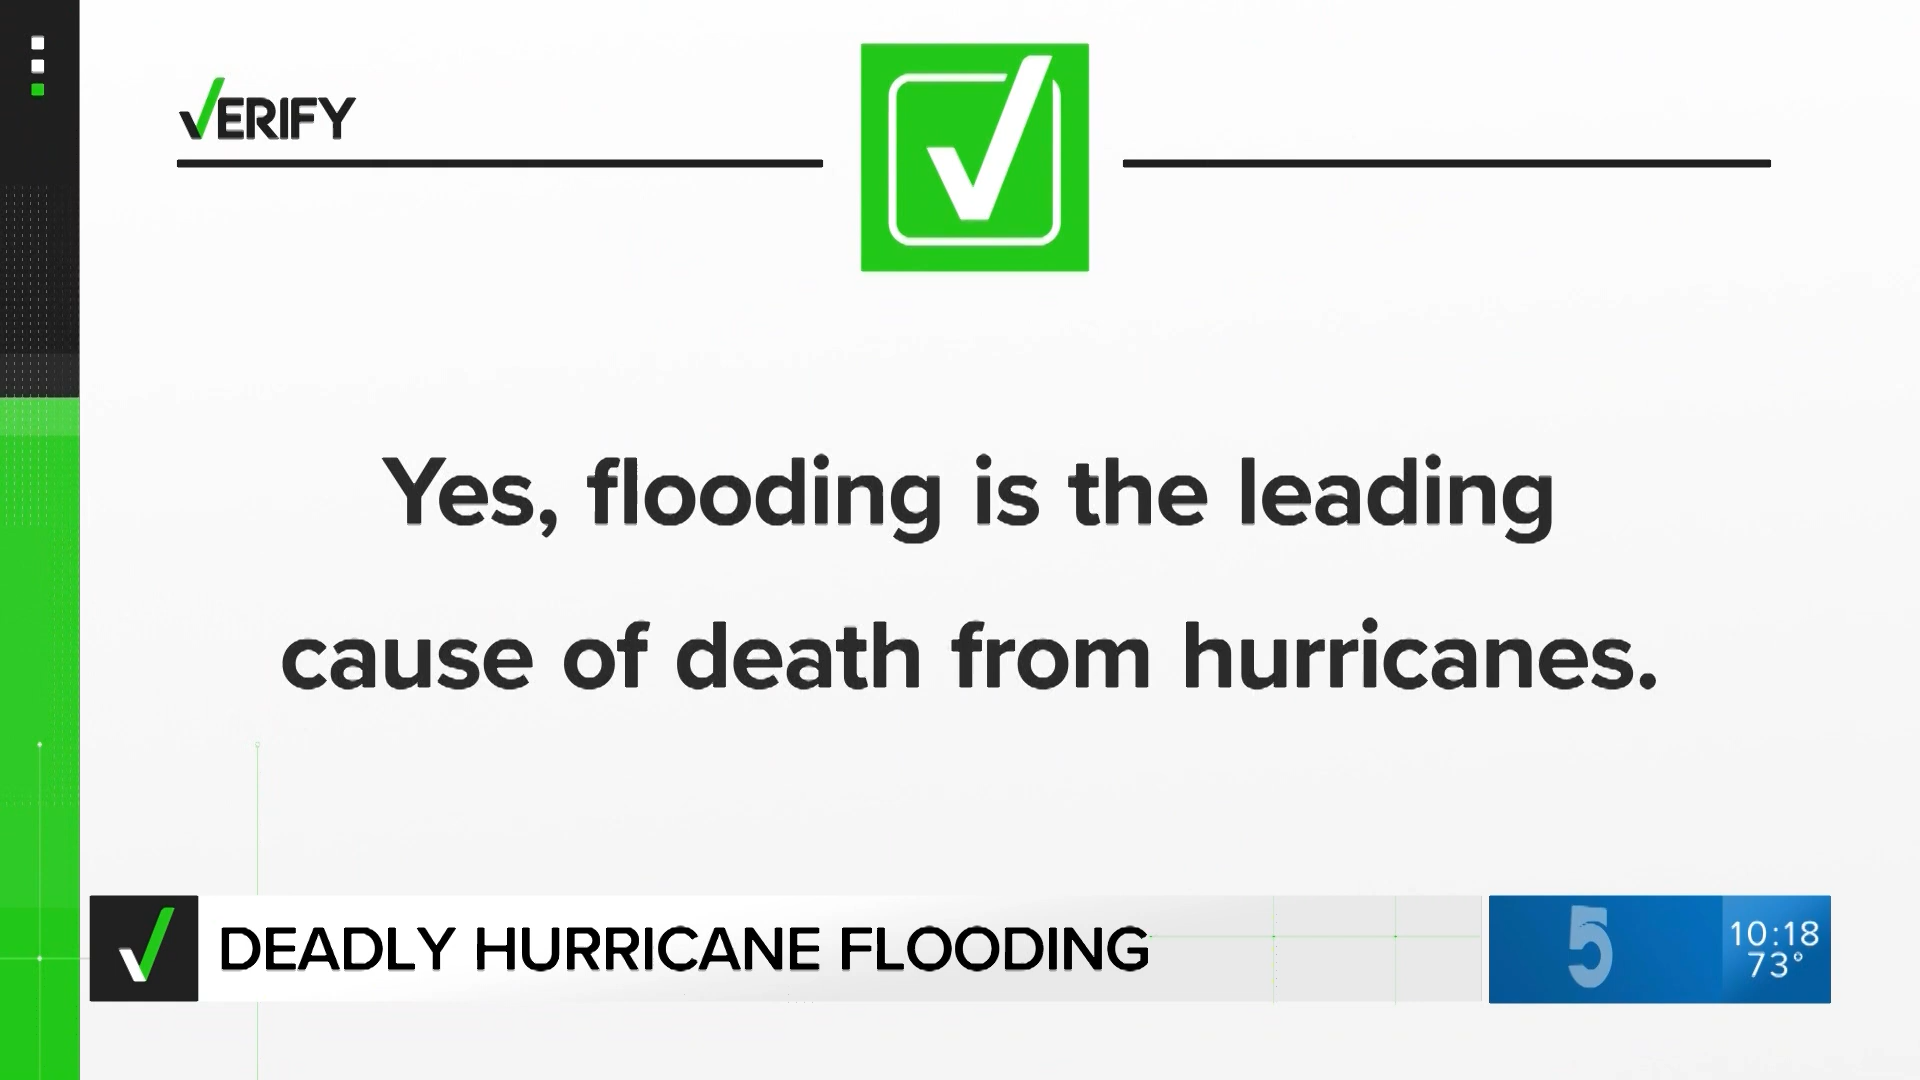 VERIFY
Yes, flooding is the leading
cause of death from hurricanes.
DEADLY HURRICANE FLOODING
5
10:18
73°